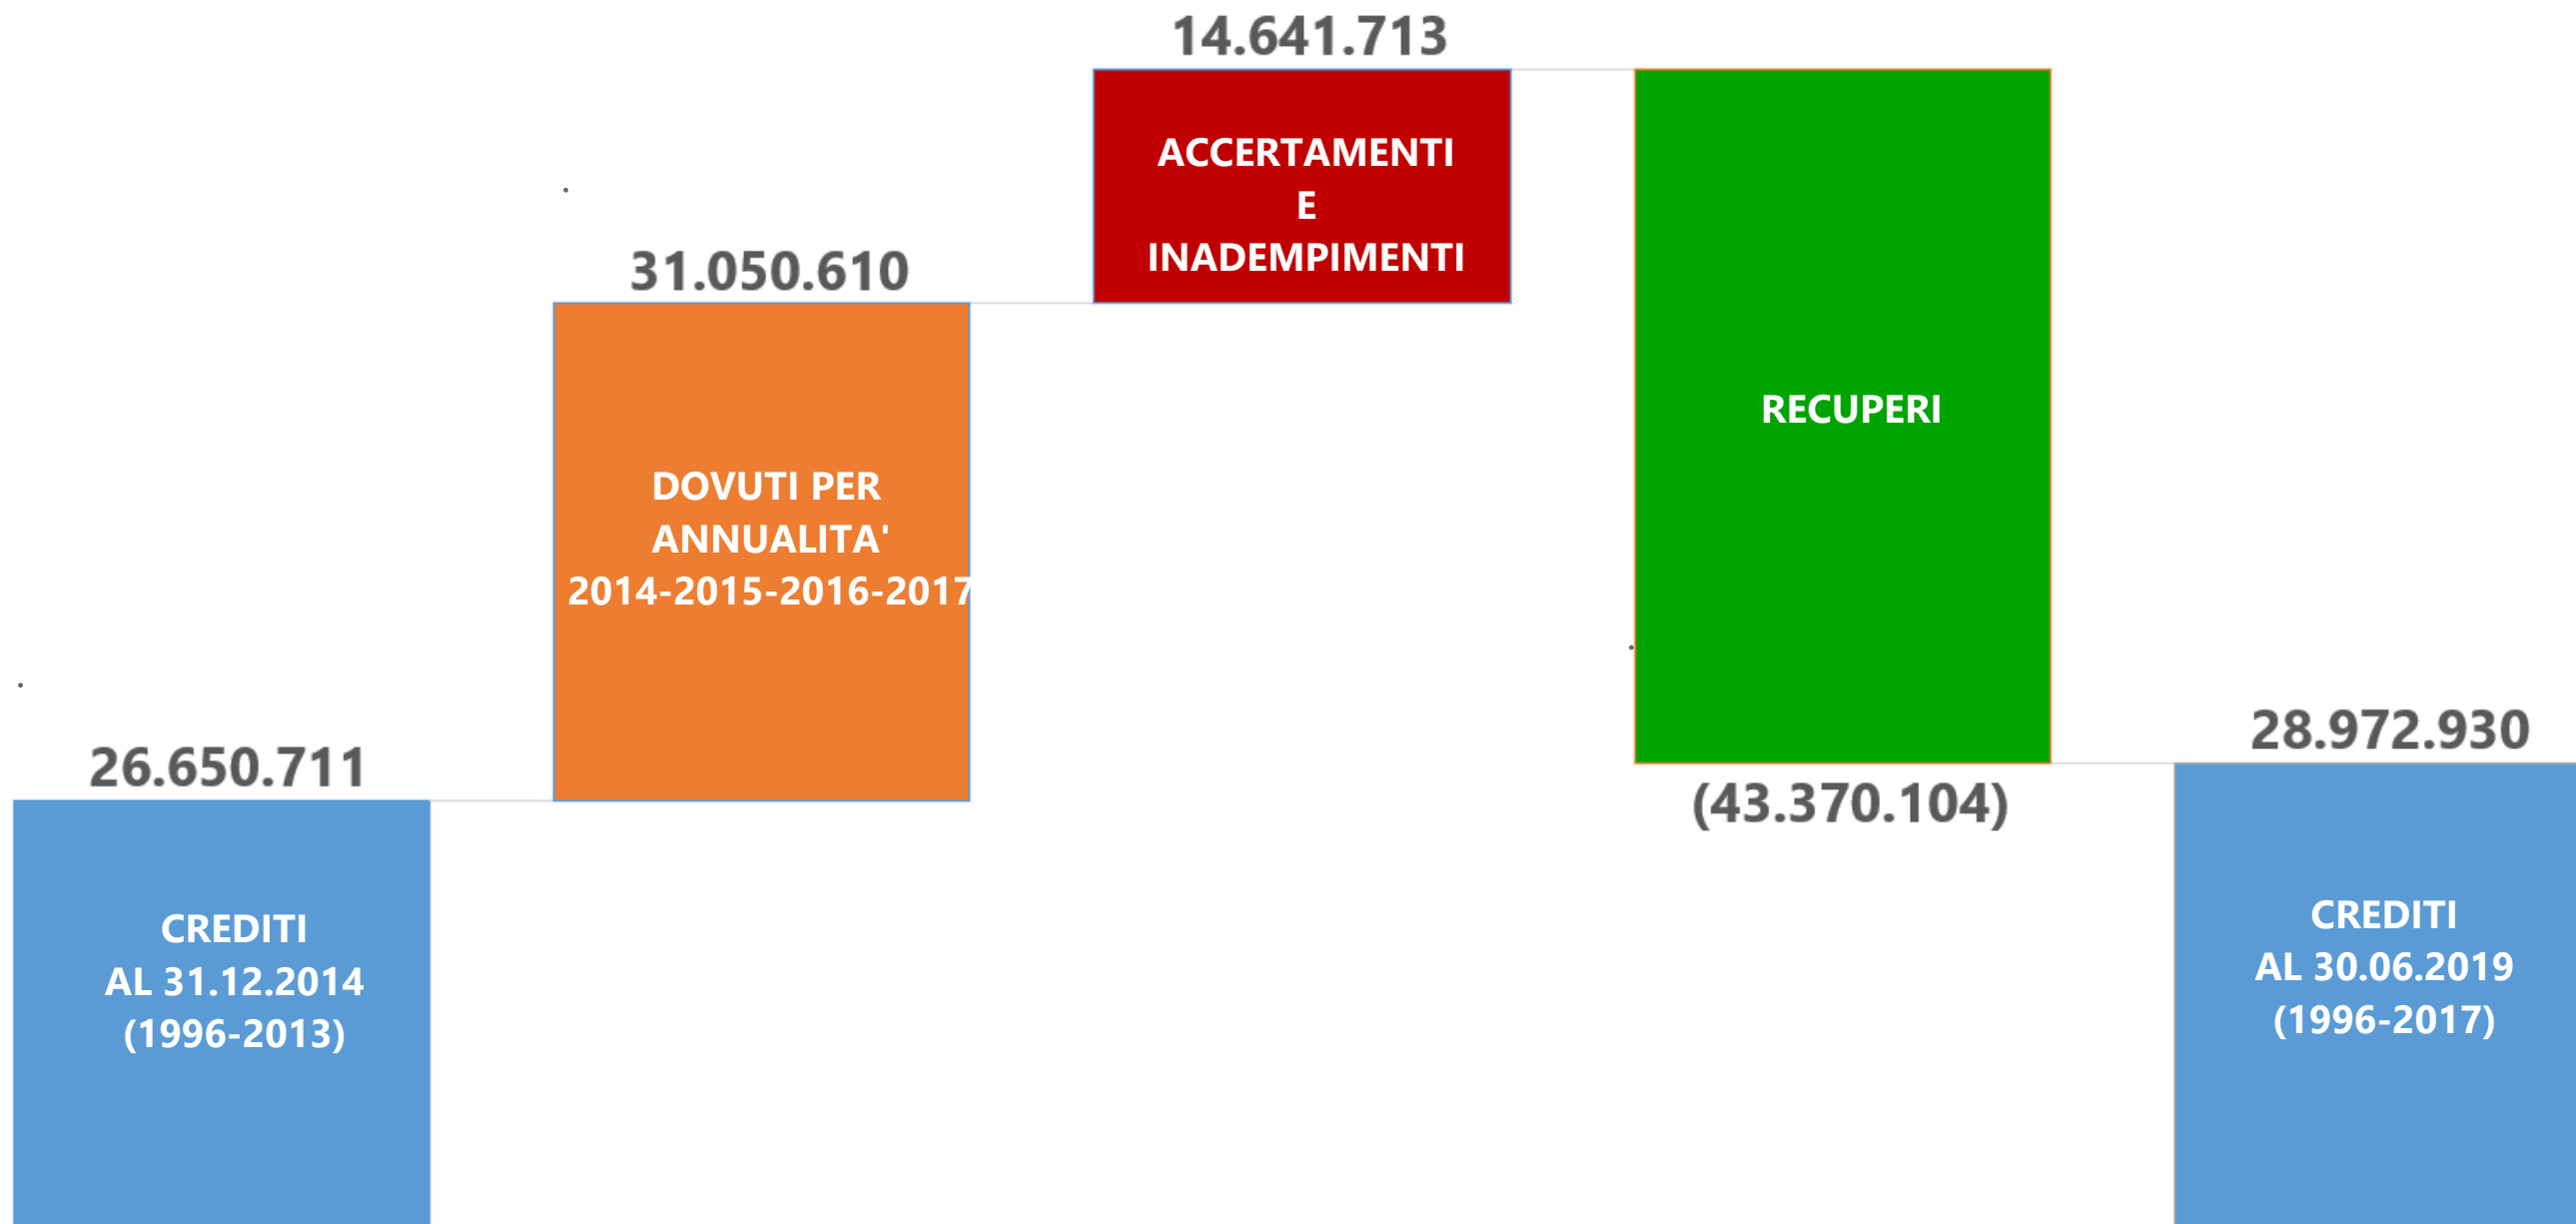 14.641.713
ACCERTAMENTI
E
INADEMPIMENTI
31.050.610
DOVUTI PER
ANNUALITA'
2014-2015-2016-2017
RECUPERI
(43.370.104)
26.650.711
CREDITI
AL 31.12.2014
(1996-2013)
28.972.930
CREDITI
AL 30.06.2019
(1996-2017)